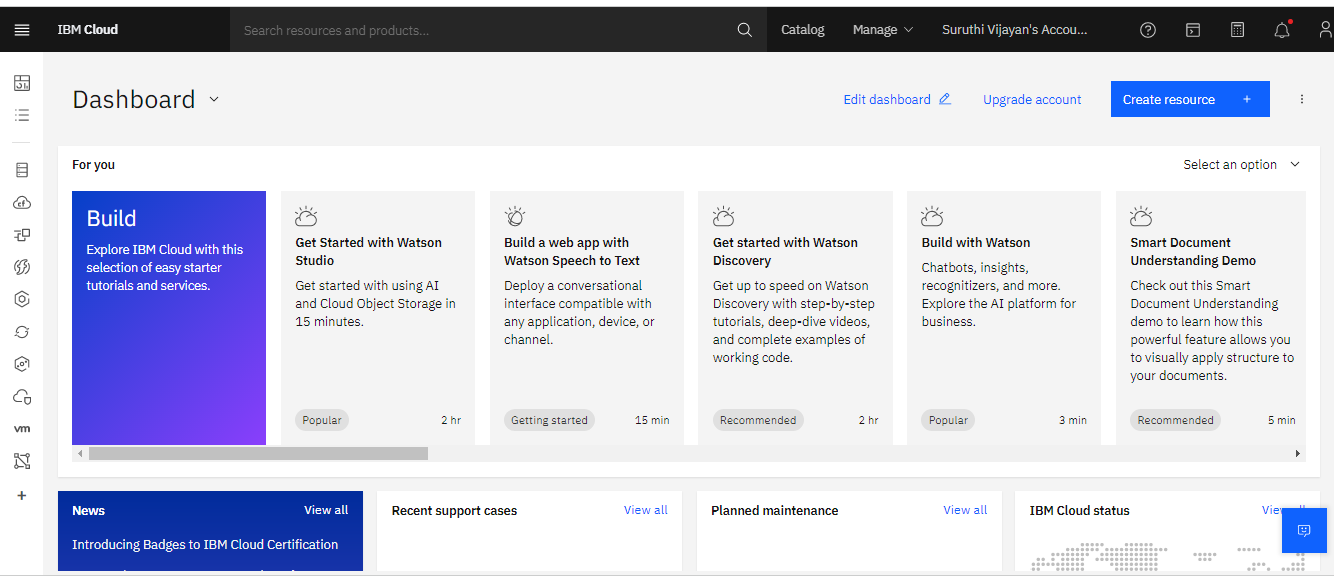 IBM Cloud
Search resources and products...
Catalog
Manage
Suruthi Vijayan's Accou...
Dashboard
Edit dashboard
Upgrade account
Create resource +
For you
Select an option
Build
Explore IBM Cloud with this
selection of easy starter
tutorials and services.
Get Started with Watson
Studio
Get started with using AI
and Cloud Object Storage in
15 minutes.
Popular
2 hr
Build a web app with
Watson Speech to Text
Deploy a conversational
interface compatible with
any application, device, or
channel.
Getting started
15 min
Get started with Watson
Discovery
Get up to speed on Watson
Discovery with step-by-step
tutorials, deep-dive videos,
and complete examples of
working code.
Recommended
2 hr
Build with Watson
Chatbots, insights,
recognitizers, and more.
Explore the AI platform for
business.
Popular
3 min
Smart Document
Understanding Demo
Check out this Smart
Document Understanding
demo to learn how this
powerful feature allows you
to visually apply structure to
your documents.
Recommended
5 min
cf
vm
+
News
View all
Introducing Badges to IBM Cloud Certification
Recent support cases
View all
Planned maintenance
View all
IBM Cloud status